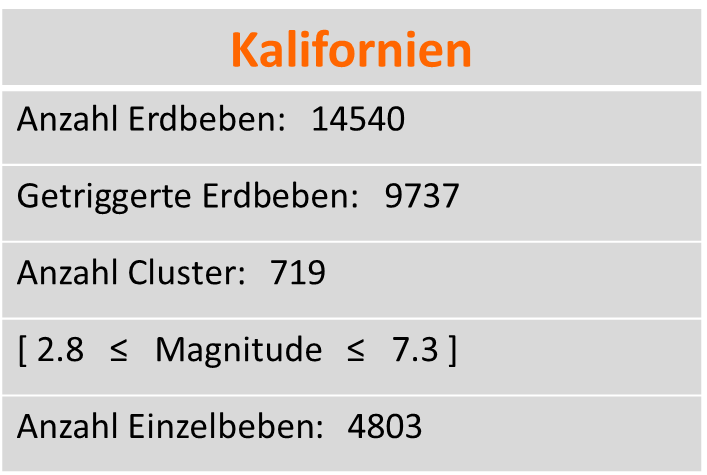 Kalifornien
Anzahl Erdbeben: 14540
Getriggerte Erdbeben: 9737
Anzahl Cluster: 719
[ 2.8 ≤ Magnitude ≤ 7.3 ]
Anzahl Einzelbeben: 4803